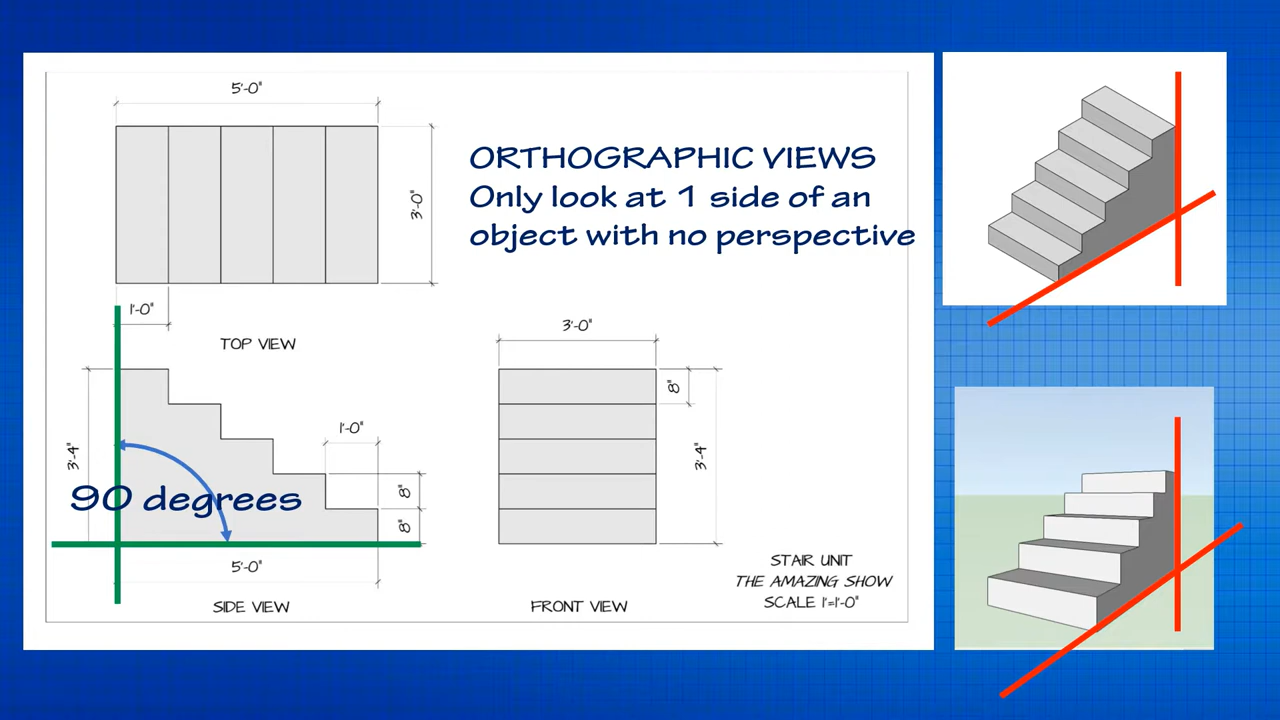 5'-0"
ORTHOGRAPHIC VIEWS
Only look at 1 side of an
object with no perspective
3'-0"
1'-0"
TOP VIEW
3'-0"
8"
3'-4"
1'-0"
3'-4"
90 degrees
8"
8"
5'-0"
SIDE VIEW
FRONT VIEW
STAIR UNIT
THE AMAZING SHOW
SCALE 1"=1'-0"